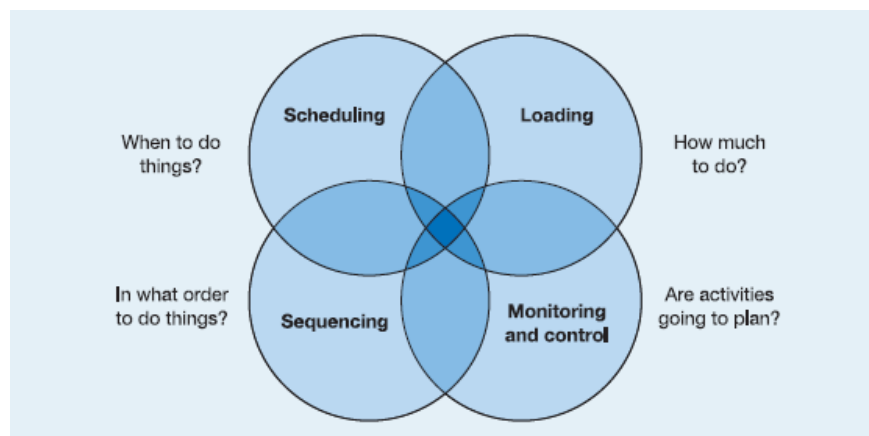 Scheduling
Loading
When to do
things?
How much
to do?
In what order
to do things?
Sequencing
Monitoring
and control
Are activities
going to plan?